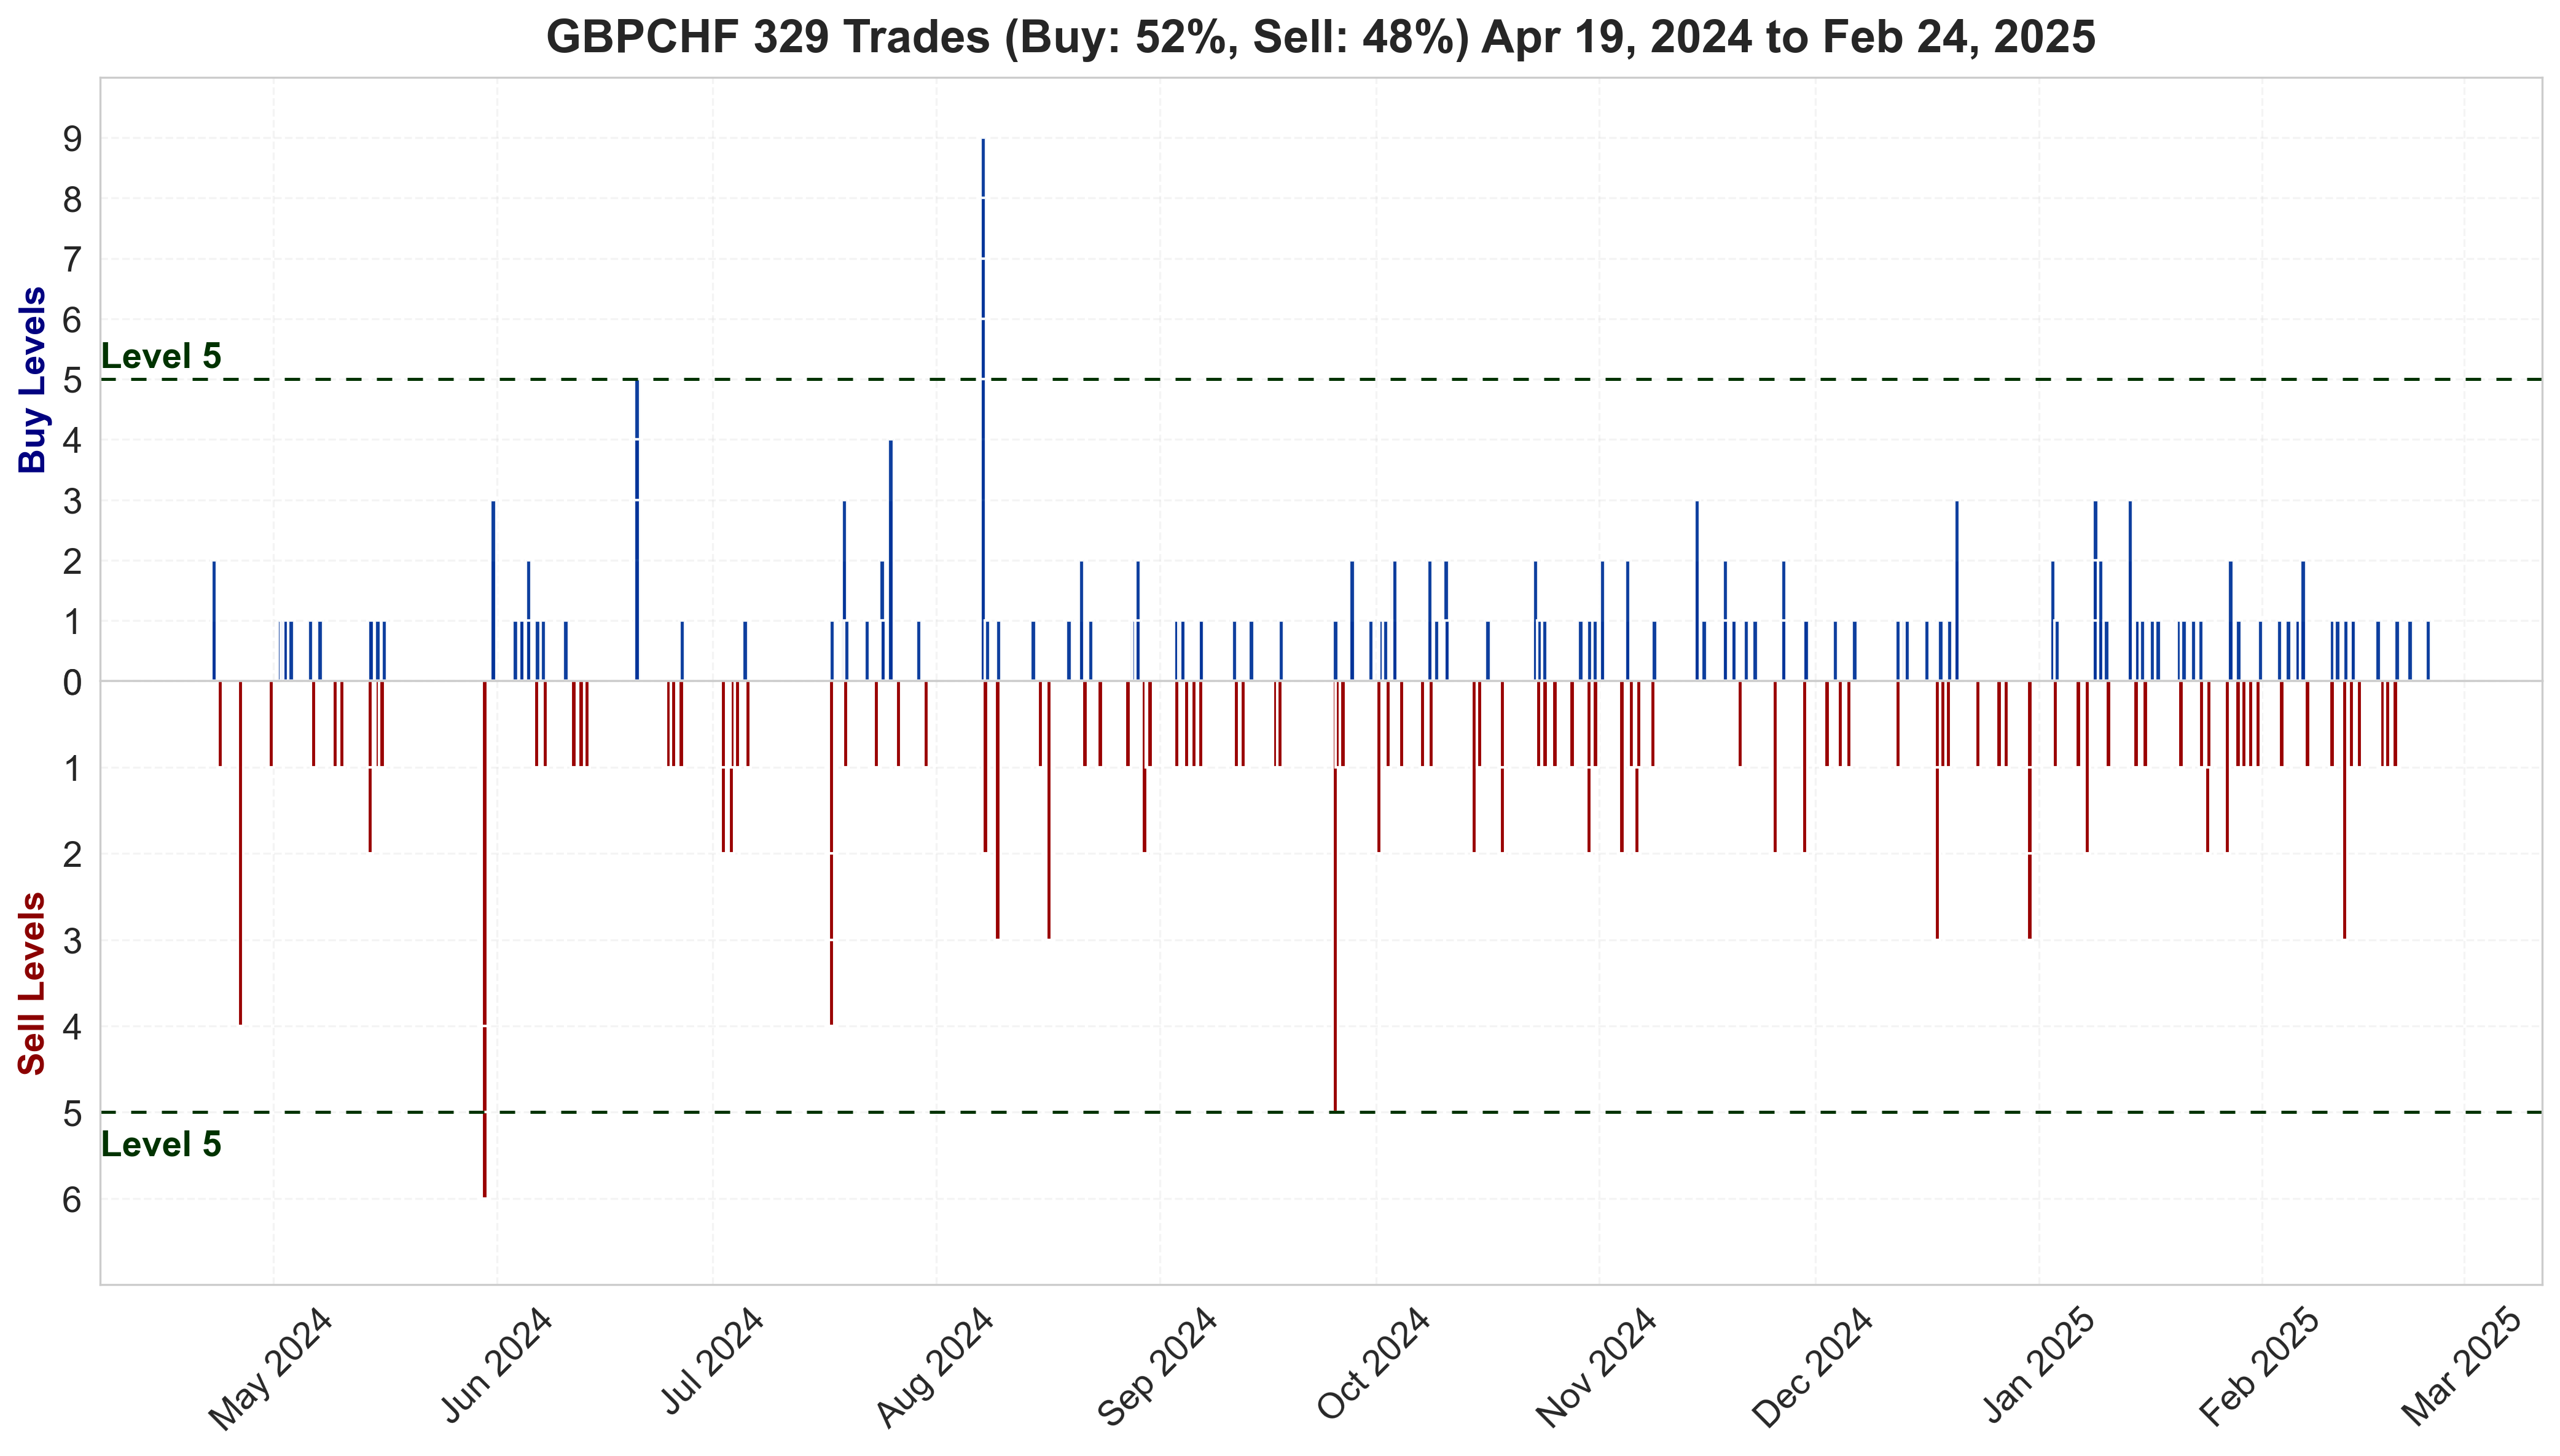 GBPCHF 329 Trades (Buy: 52%, Sell: 48%) Apr 19, 2024 to Feb 24, 2025
Buy Levels
9
8
7
6
Level 5
5
4
3
2
1
0
Sell Levels
1
2
3
4
5
Level 5
6
May 2024
Jun 2024
Jul 2024
Aug 2024
Sep 2024
Oct 2024
Nov 2024
Dec 2024
Jan 2025
Feb 2025
Mar 2025